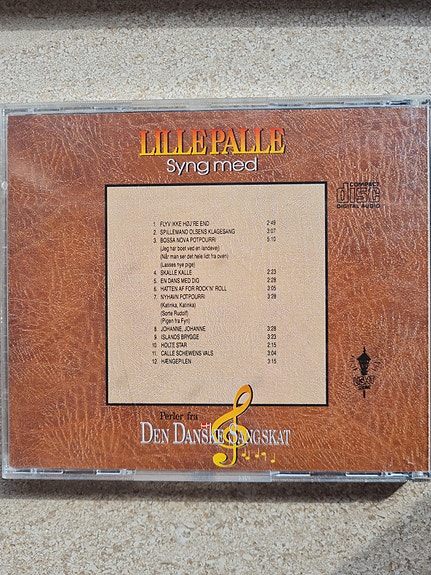 LILLE PALLE
Syng med
COMPACT
disc
DIGITAL AUDIO
1. FLYV IKKE HØJ'RE END 2:49
2. SPILLEMAND OLSENS KLAGESANG 3:07
3. BOSSA NOVA POTPOURRI 5:10
(Jeg har boet ved en landevej)
(Når man ser det hele lidt fra oven)
(Lasses nye pige)
4. SKALLE KALLE 2:23
5. EN DANS MED DIG 2:28
6. HATTEN AF FOR ROCK'N' ROLL 3:05
7. NYHAVN POTPOURRI 3:28
(Katinka, Katinka)
(Sorte Rudolf)
(Pigen fra Fyn)
8. JOHANNE, JOHANNE 3:28
9. ISLANDS BRYGGE 3:23
10. HOLTE STAR 2:15
11. CALLE SCHEWENS VALS 3:04
12. HÆNGEPILEN 3:15
Perler fra
DEN DANSKE SANGSKAT